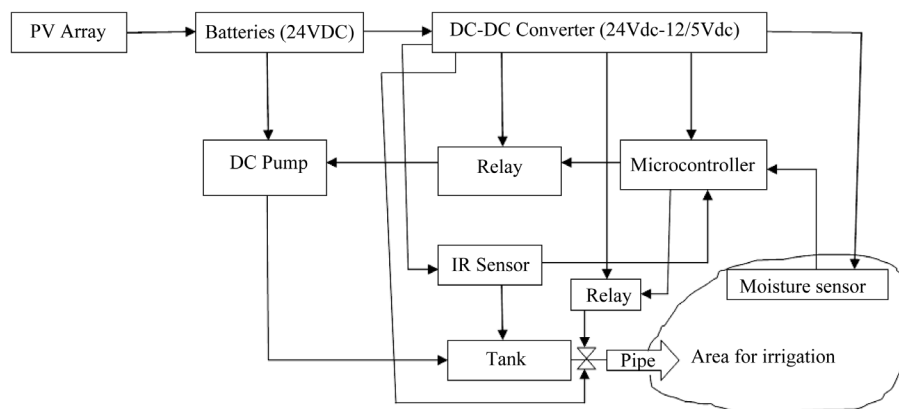 PV Array
Batteries (24VDC)
DC-DC Converter (24Vdc-12/5Vdc)
DC Pump
Relay
Microcontroller
IR Sensor
Relay
Moisture sensor
Tank
Pipe
Area for irrigation